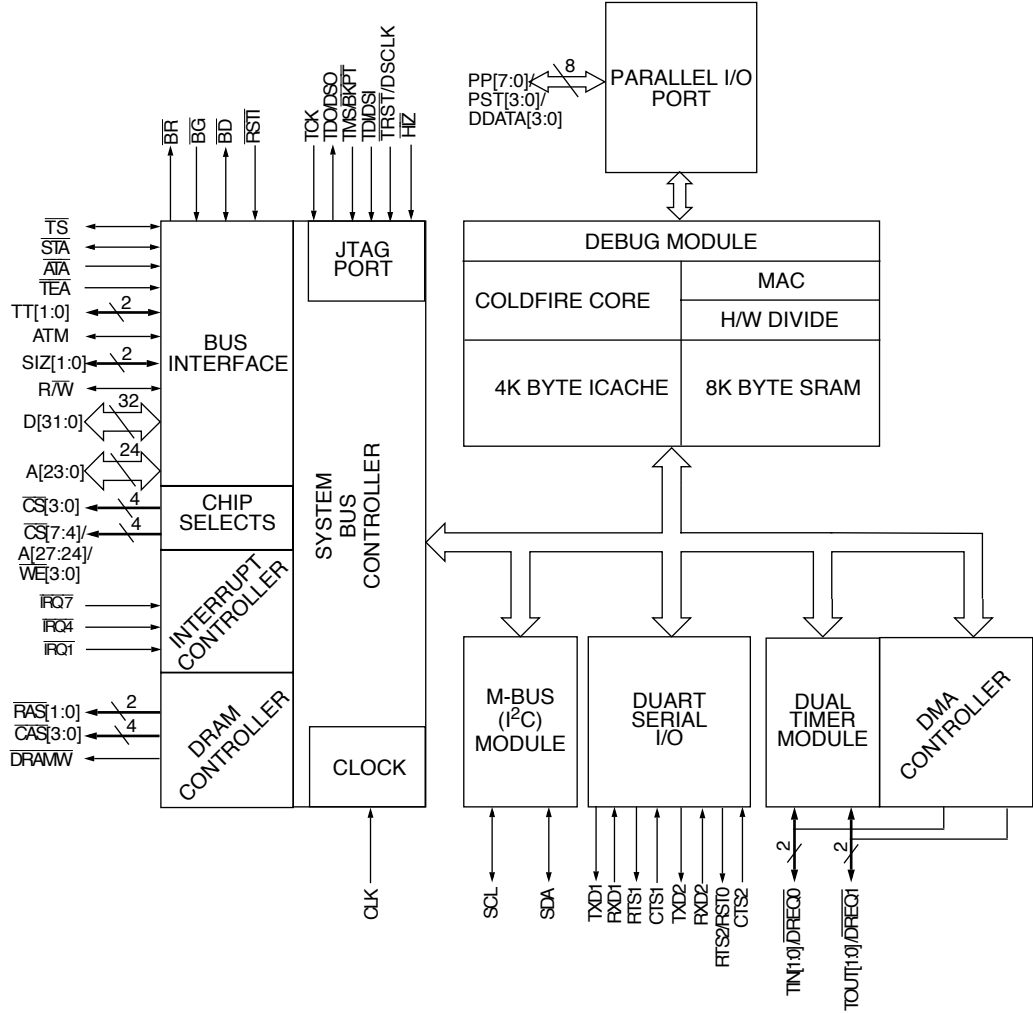 PARALLEL I/O
PORT
8
PP[7:0]/
PST[3:0]/
DDATA[3:0]
BR
BG
BD
RSTI
TCK
TDO/DSO
TMS/BKPT
TDI/DSI
TRST/DSCLK
HIZ
TS
STA
ATA
TEA
TT[1:0]
2
ATM
SIZ[1:0]
2
R/W
D[31:0]
32
A[23:0]
24
CS[3:0]
4
CS[7:4]/
4
A[27:24]/
WE[3:0]
IRQ7
IRQ4
IRQ1
RAS[1:0]
2
CAS[3:0]
4
DRAMW
JTAG
PORT
BUS
INTERFACE
CHIP
SELECTS
INTERRUPT
CONTROLLER
DRAM
CONTROLLER
SYSTEM
BUS
CONTROLLER
CLOCK
CLK
DEBUG MODULE
COLDFIRE CORE
MAC
H/W DIVIDE
4K BYTE ICACHE
8K BYTE SRAM
M-BUS
(I²C)
MODULE
DUART
SERIAL
I/O
DUAL
TIMER
MODULE
DMA
CONTROLLER
SCL
SDA
TXD1
RXD1
RTS1
CTS1
TXD2
RXD2
RTS2/RST0
CTS2
2
TIN[1:0]/DREQ0
2
TOUT[1:0]/DREQ1